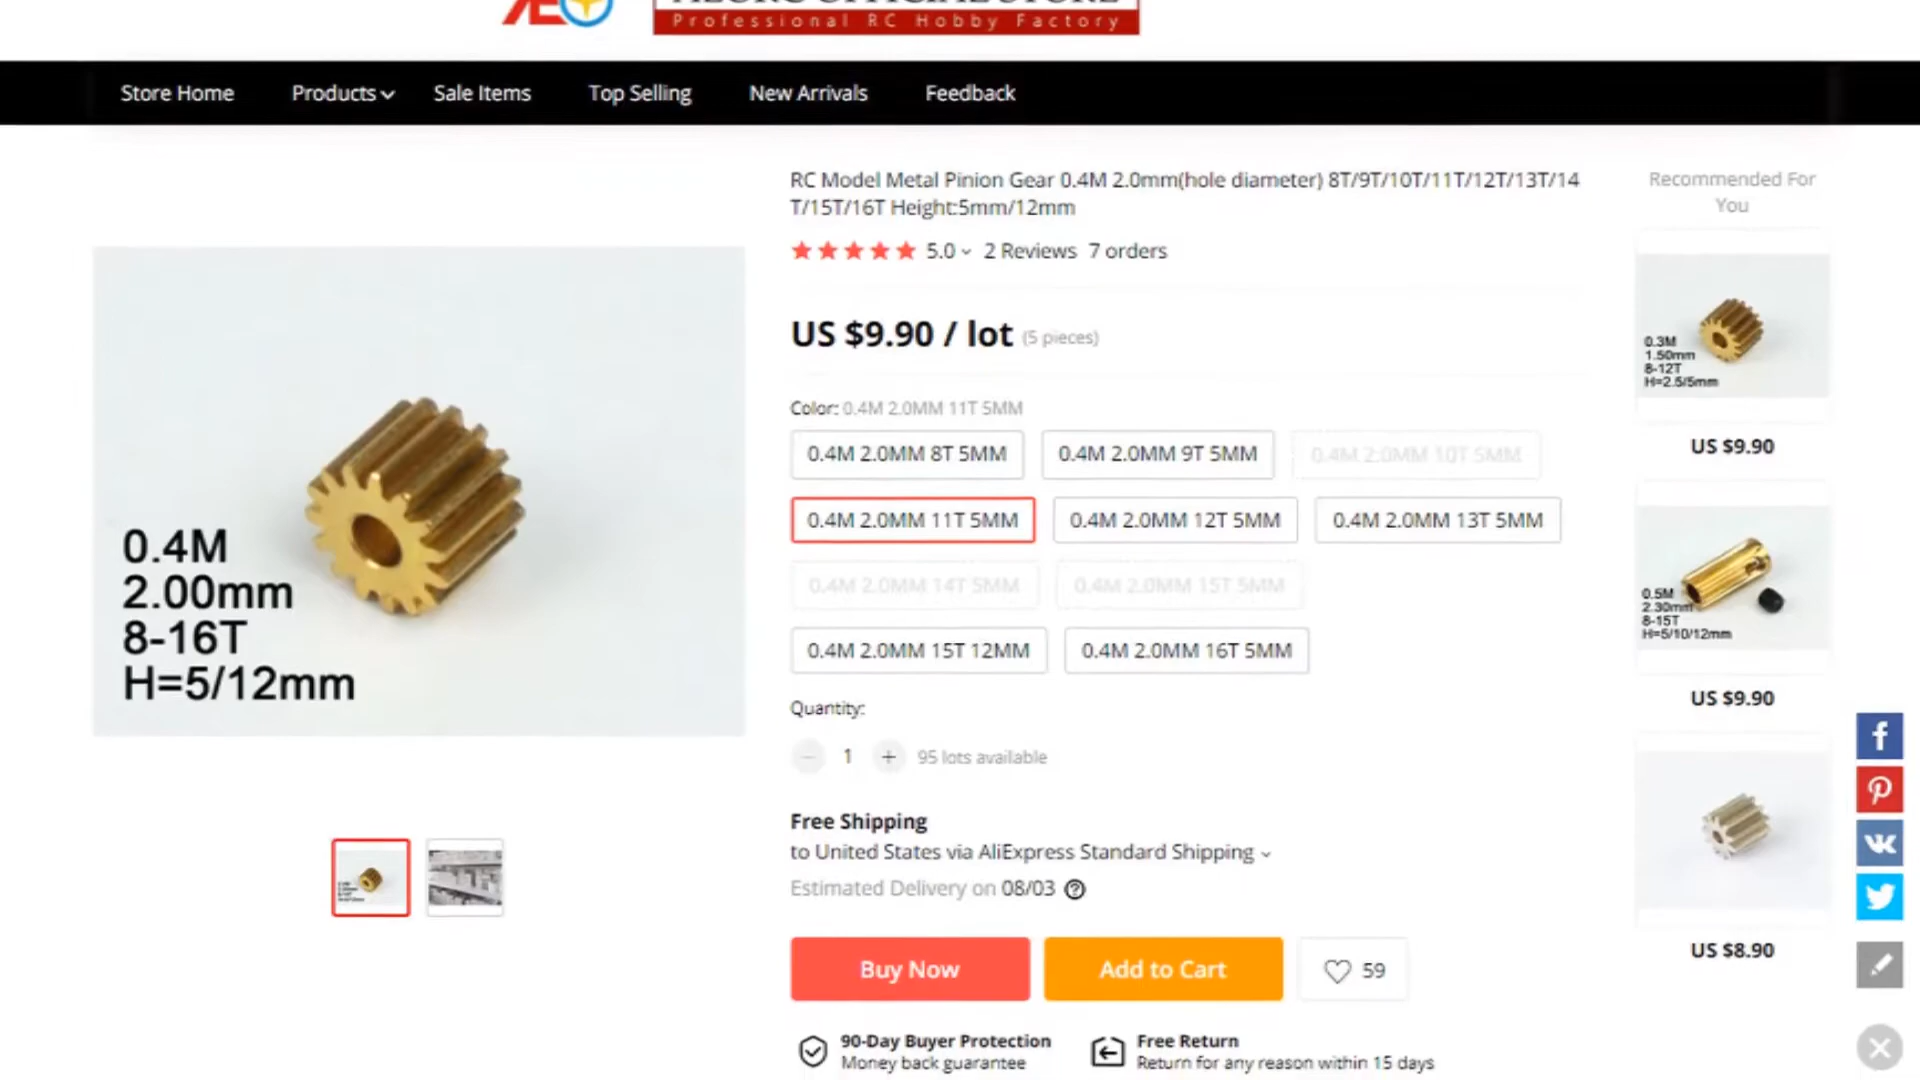 OFFICIAL STORE
Professional RC Hobby Factory
Store Home
Products
Sale Items
Top Selling
New Arrivals
Feedback
RC Model Metal Pinion Gear 0.4M 2.0mm(hole diameter) 8T/9T/10T/11T/12T/13T/14
T/15T/16T Height:5mm/12mm
5.0
2 Reviews
7 orders
US $9.90 / lot (5 pieces)
0.4M
2.00mm
8-16T
H=5/12mm
Color: 0.4M 2.0MM 11T 5MM
0.4M 2.0MM 8T 5MM
0.4M 2.0MM 9T 5MM
0.4M 2.0MM 10T 5MM
0.4M 2.0MM 11T 5MM
0.4M 2.0MM 12T 5MM
0.4M 2.0MM 13T 5MM
0.4M 2.0MM 14T 5MM
0.4M 2.0MM 15T 5MM
0.4M 2.0MM 15T 12MM
0.4M 2.0MM 16T 5MM
Quantity:
1
95 lots available
Free Shipping
to United States via AliExpress Standard Shipping
Estimated Delivery on 08/03
Buy Now
Add to Cart
59
90-Day Buyer Protection
Money back guarantee
Free Return
Return for any reason within 15 days
Recommended For
You
0.3M
1.50mm
8-12T
H=2.5/5mm
US $9.90
0.5M
2.30mm
8-15T
H=5/10/12mm
US $9.90
US $8.90